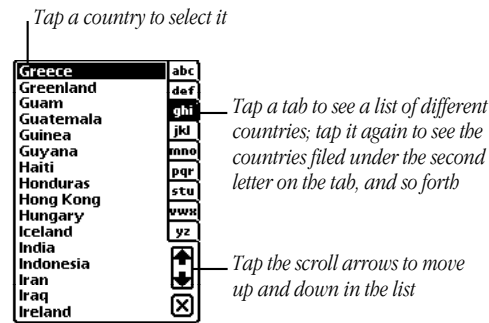 Tap a country to select it
Greece
Greenland
Guam
Guatemala
Guinea
Guyana
Haiti
Honduras
Hong Kong
Hungary
Iceland
India
Indonesia
Iran
Iraq
Ireland
abc
def
ghi
jkl
mno
pqr
stu
vwx
yz
Tap a tab to see a list of different
countries; tap it again to see the
countries filed under the second
letter on the tab, and so forth
Tap the scroll arrows to move
up and down in the list